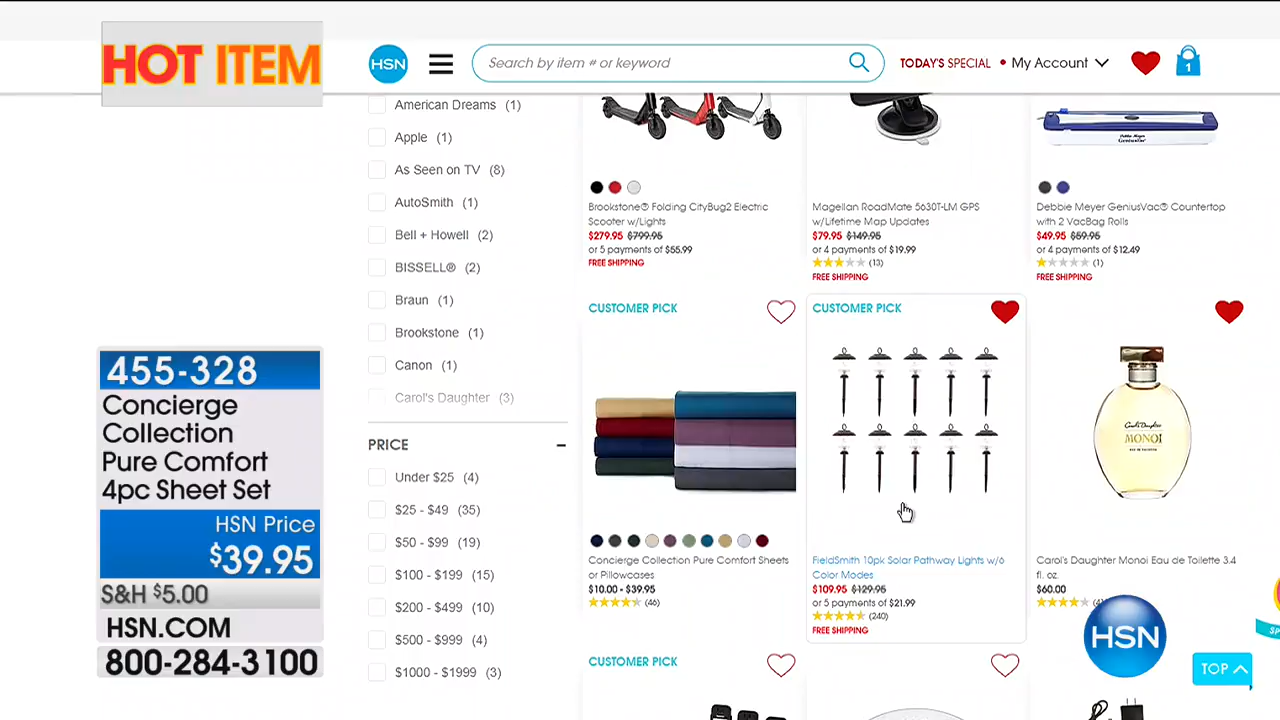 HOT ITEM
HSN
Search by item # or keyword
TODAY'S SPECIAL
My Account
1
American Dreams (1)
Apple (1)
As Seen on TV (8)
AutoSmith (1)
Bell + Howell (2)
BISSELL® (2)
Braun (1)
Brookstone (1)
Canon (1)
Carol's Daughter (3)
PRICE
Under $25 (4)
$25 - $49 (35)
$50 - $99 (19)
$100 - $199 (15)
$200 - $499 (10)
$500 - $999 (4)
$1000 - $1999 (3)
Brookstone® Folding CityBug2 Electric
Scooter w/Lights
$279.95 $799.95
or 5 payments of $55.99
FREE SHIPPING
Magellan RoadMate 5630T-LM GPS
w/Lifetime Map Updates
$79.95 $149.95
or 4 payments of $19.99
(13)
FREE SHIPPING
Debbie Meyer GeniusVac® Countertop
with 2 VacBag Rolls
$49.95 $59.95
or 4 payments of $12.49
(1)
FREE SHIPPING
CUSTOMER PICK
Concierge Collection Pure Comfort Sheets
or Pillowcases
$10.00 - $39.95
(46)
CUSTOMER PICK
FieldSmith 10pk Solar Pathway Lights w/6
Color Modes
$109.95 $129.95
or 5 payments of $21.99
(240)
FREE SHIPPING
Carol's Daughter
MONOI
Carol's Daughter Monoi Eau de Toilette 3.4
fl. oz.
$60.00
CUSTOMER PICK
455-328
Concierge
Collection
Pure Comfort
4pc Sheet Set
HSN Price
$39.95
S&H $5.00
HSN.COM
800-284-3100
HSN
TOP